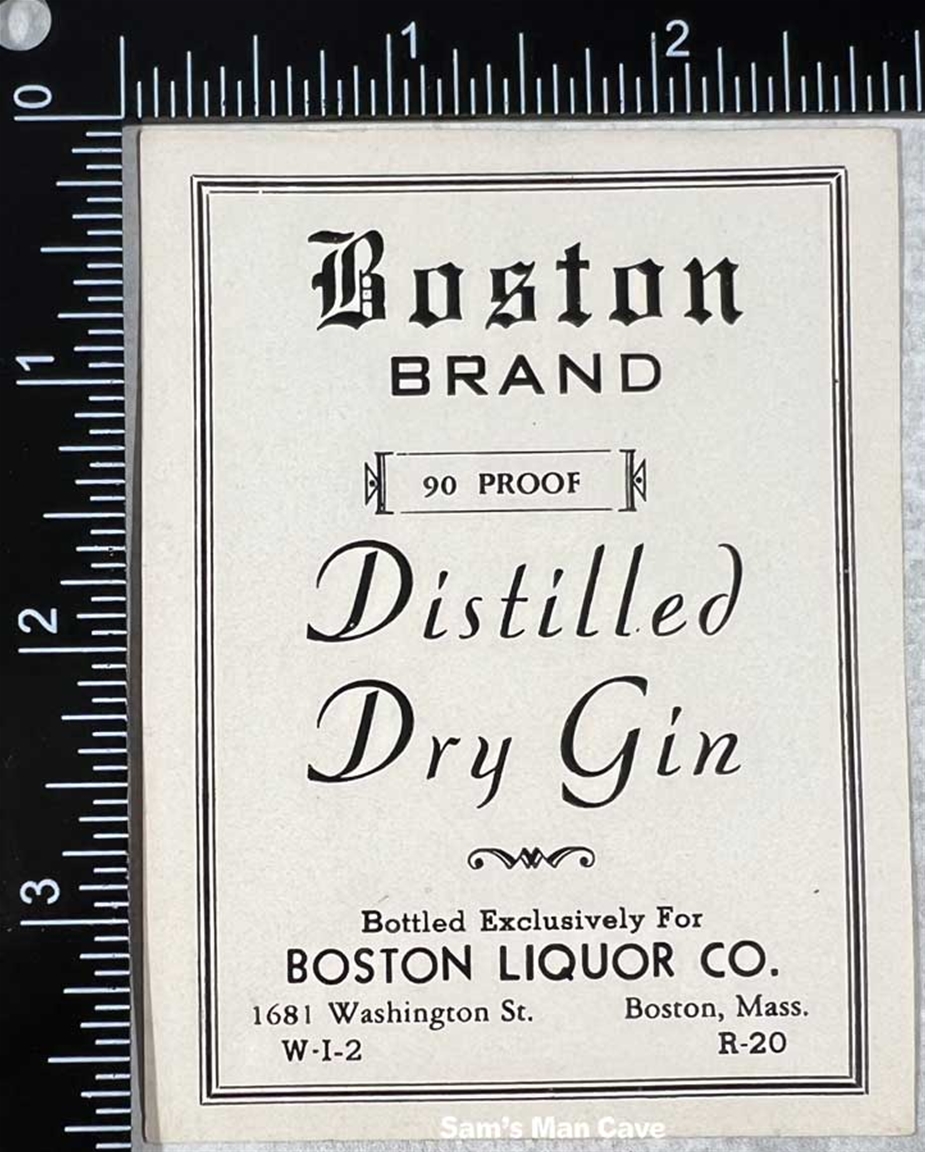 1 2
0
1
2
3
Boston
BRAND
90 PROOF
Distilled
Dry Gin
Bottled Exclusively For
BOSTON LIQUOR CO.
1681 Washington St. Boston, Mass.
W-I-2 R-20
Sam's Man Cave